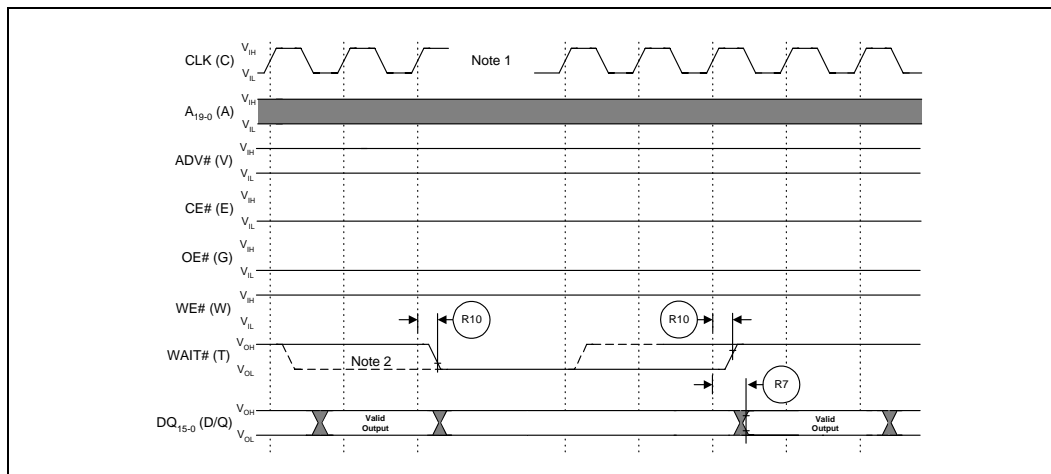 CLK (C) V_IH
V_IL
Note 1
A_19-0 (A) V_IH
V_IL
ADV# (V) V_IH
V_IL
CE# (E) V_IH
V_IL
OE# (G) V_IH
V_IL
WE# (W) V_IH
V_IL
R10 R10
WAIT# (T) V_OH
V_OL
Note 2
R7
DQ_15-0 (D/Q) V_OH
V_OL
Valid
Output
Valid
Output